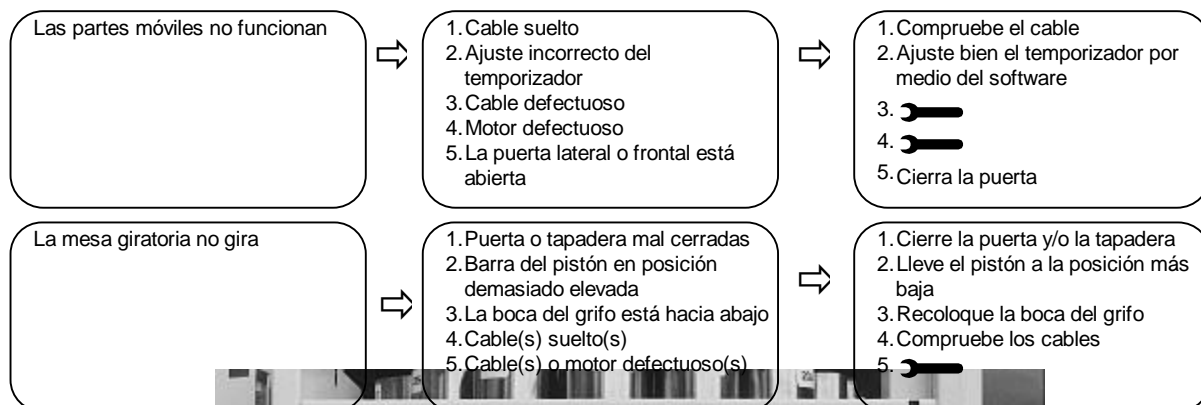 Las partes móviles no funcionan
1.Cable suelto
2.Ajuste incorrecto del
temporizador
3.Cable defectuoso
4.Motor defectuoso
5.La puerta lateral o frontal está
abierta
1.Compruebe el cable
2.Ajuste bien el temporizador por
medio del software
3.
4.
5.Cierra la puerta
La mesa giratoria no gira
1.Puerta o tapadera mal cerradas
2.Barra del pistón en posición
demasiado elevada
3.La boca del grifo está hacia abajo
4.Cable(s) suelto(s)
5.Cable(s) o motor defectuoso(s)
1.Cierre la puerta y/o la tapadera
2.Lleve el pistón a la posición más
baja
3.Recoloque la boca del grifo
4.Compruebe los cables
5.